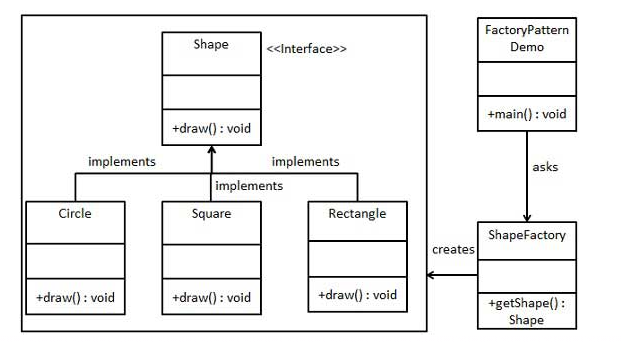 Shape
<<Interface>>
+draw() : void
implements
implements
implements
Circle
+draw() : void
Square
+draw() : void
Rectangle
+draw() : void
FactoryPattern
Demo
+main() : void
asks
ShapeFactory
+getShape() :
Shape
creates